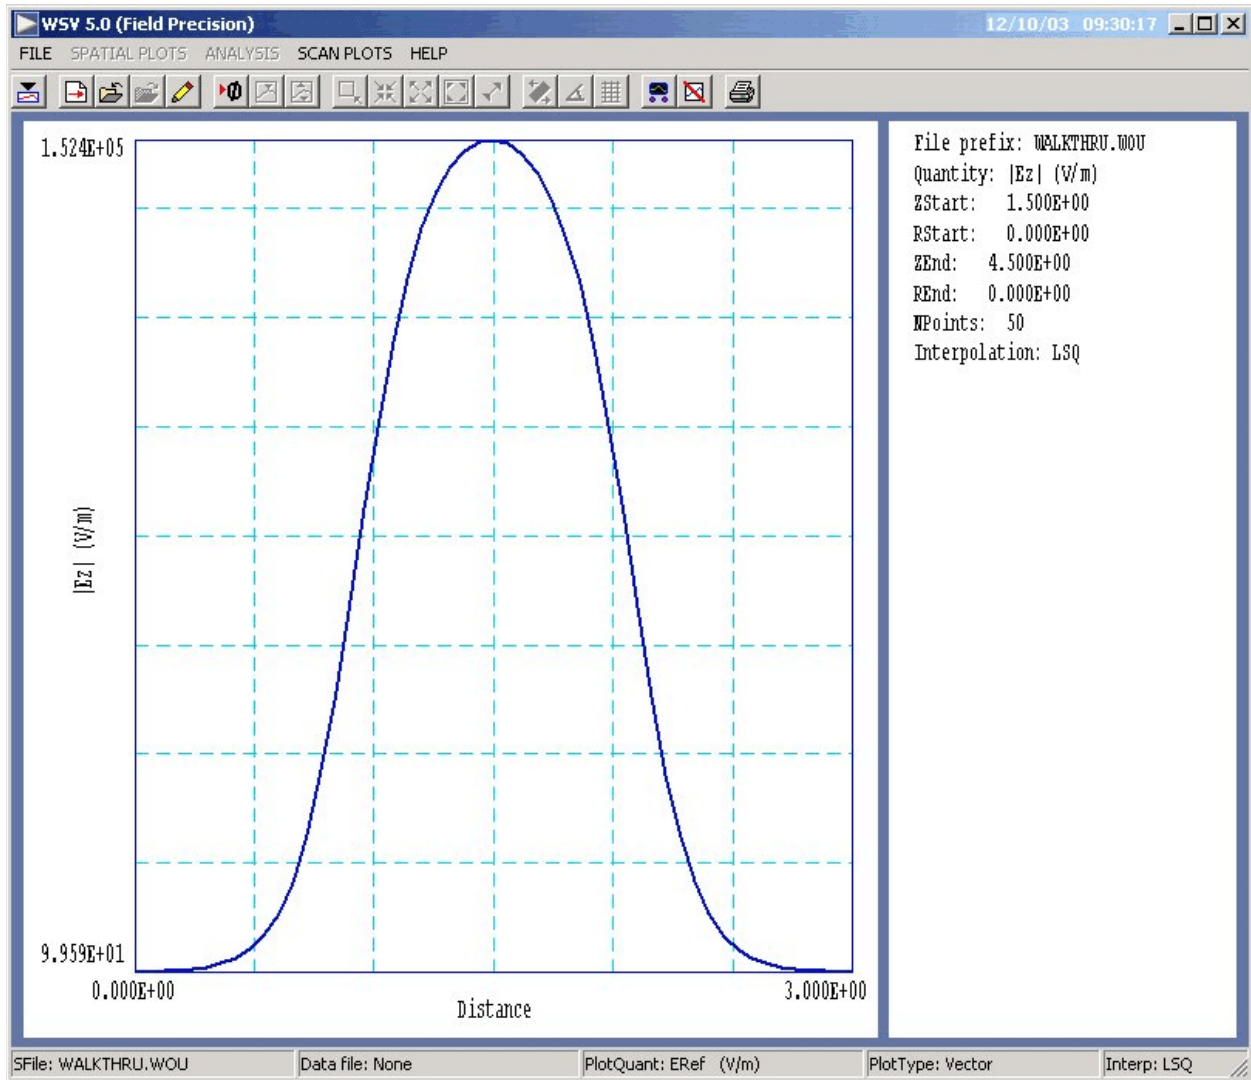 WSV 5.0 (Field Precision) 12/10/03 09:30:17
FILE SPATIAL PLOTS ANALYSIS SCAN PLOTS HELP
1.524E+05
|Ez| (V/m)
9.959E+01
0.000E+00
Distance
3.000E+00
File prefix: WALKTHRU.WOU
Quantity: |Ez| (V/m)
ZStart: 1.500E+00
RStart: 0.000E+00
ZEnd: 4.500E+00
REnd: 0.000E+00
NPoints: 50
Interpolation: LSQ
SFile: WALKTHRU.WOU Data file: None PlotQuant: ERef (V/m) PlotType: Vector Interp: LSQ